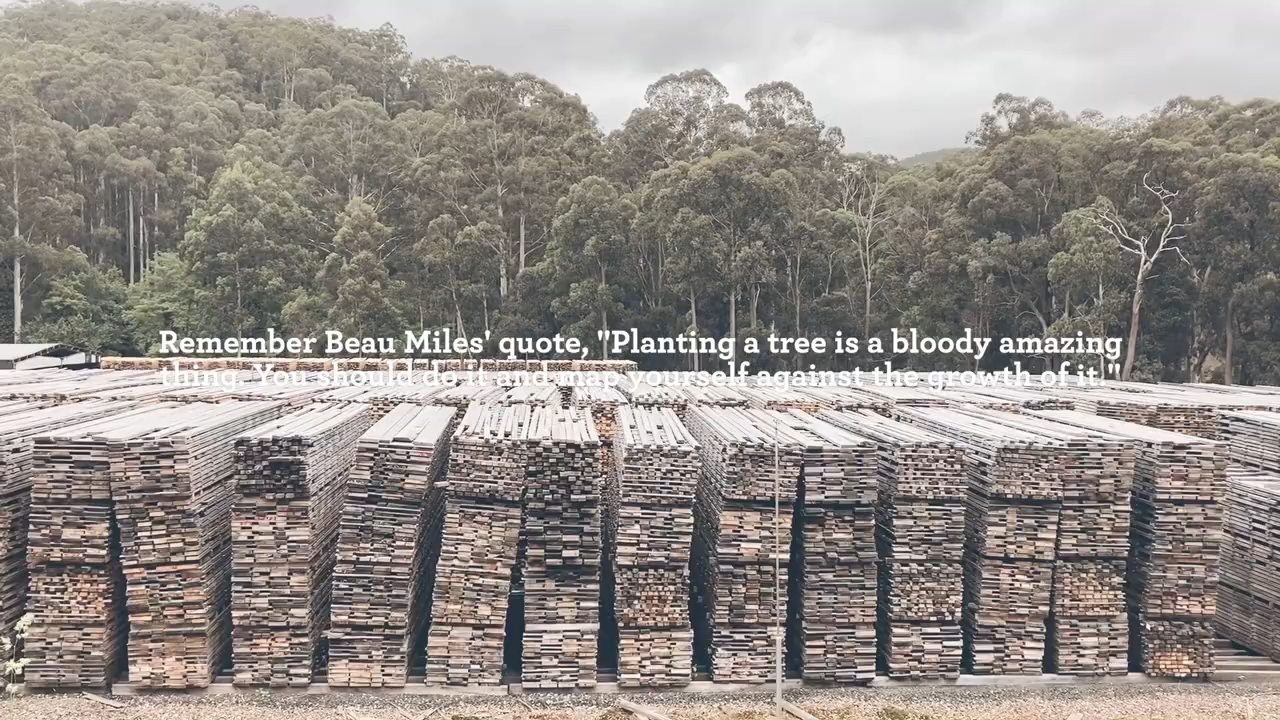 Remember Beau Miles' quote, "Planting a tree is a bloody amazing
thing. You should do it and map yourself against the growth of it."